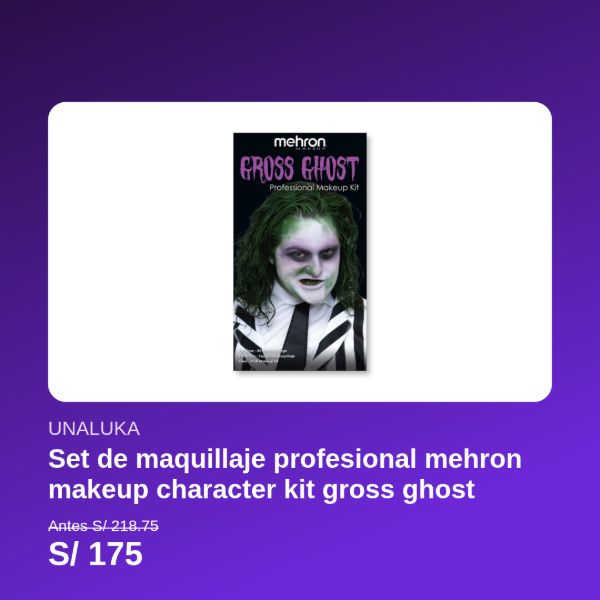 mehron
MAKEUP
GROSS GHOST
Professional Makeup Kit
UNALUKA
Set de maquillaje profesional mehron
makeup character kit gross ghost
Antes S/ 218.75
S/ 175